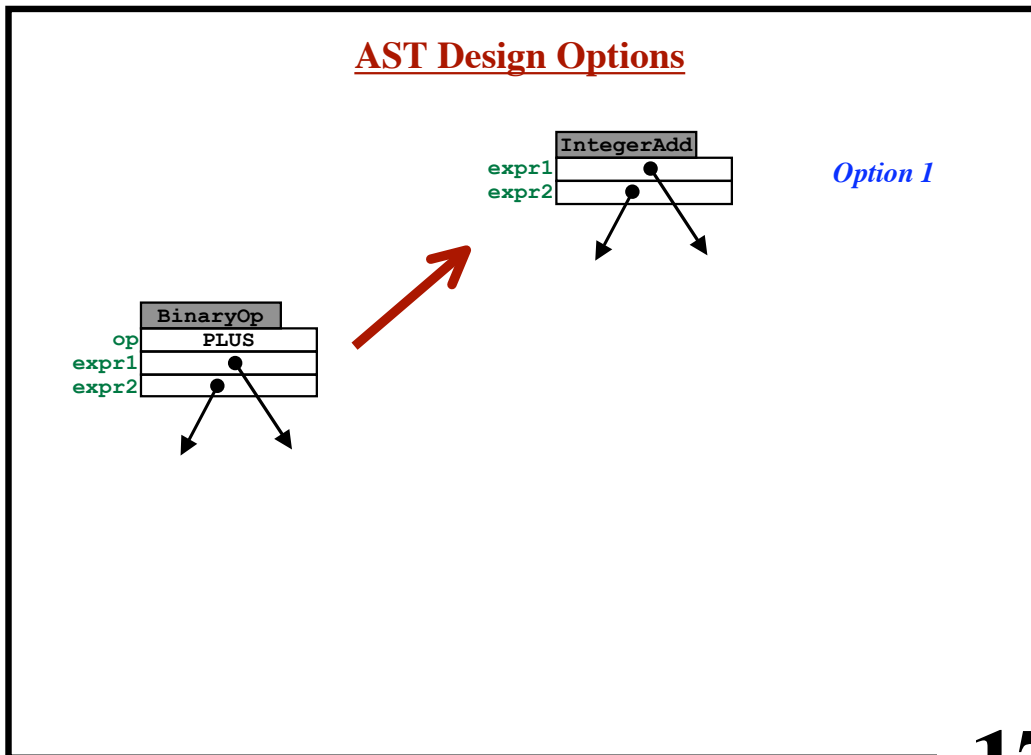 AST Design Options
IntegerAdd
expr1
expr2
Option 1
BinaryOp
op PLUS
expr1
expr2